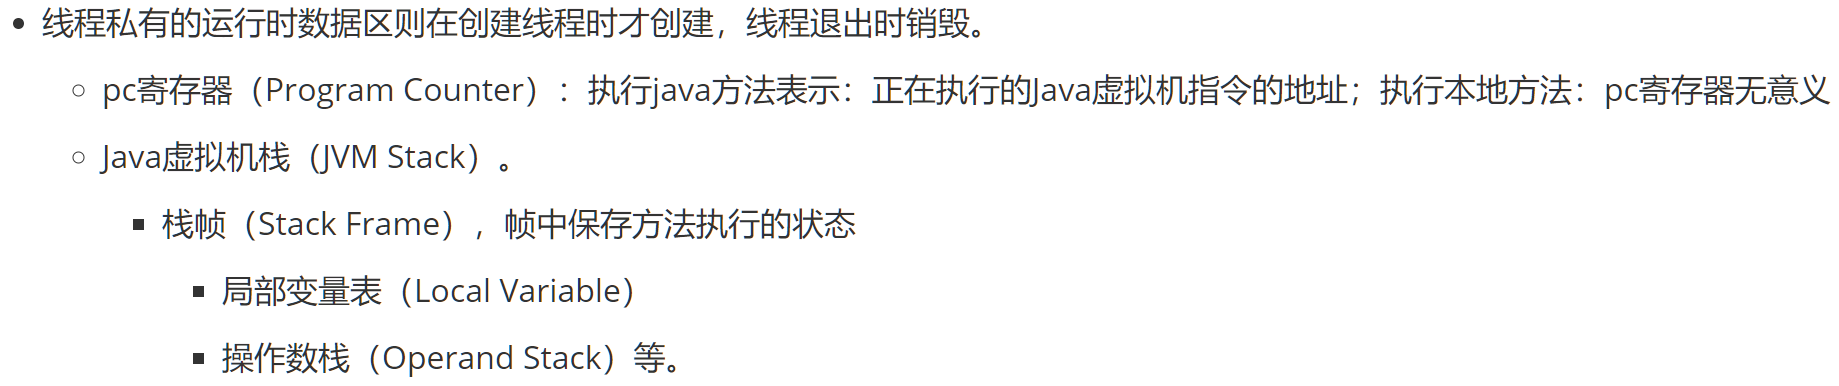 线程私有的运行时数据区则在创建线程时才创建，线程退出时销毁。
pc寄存器（Program Counter）：执行java方法表示：正在执行的Java虚拟机指令的地址；执行本地方法：pc寄存器无意义
Java虚拟机栈（JVM Stack）。
栈帧（Stack Frame），帧中保存方法执行的状态
局部变量表（Local Variable）
操作数栈（Operand Stack）等。